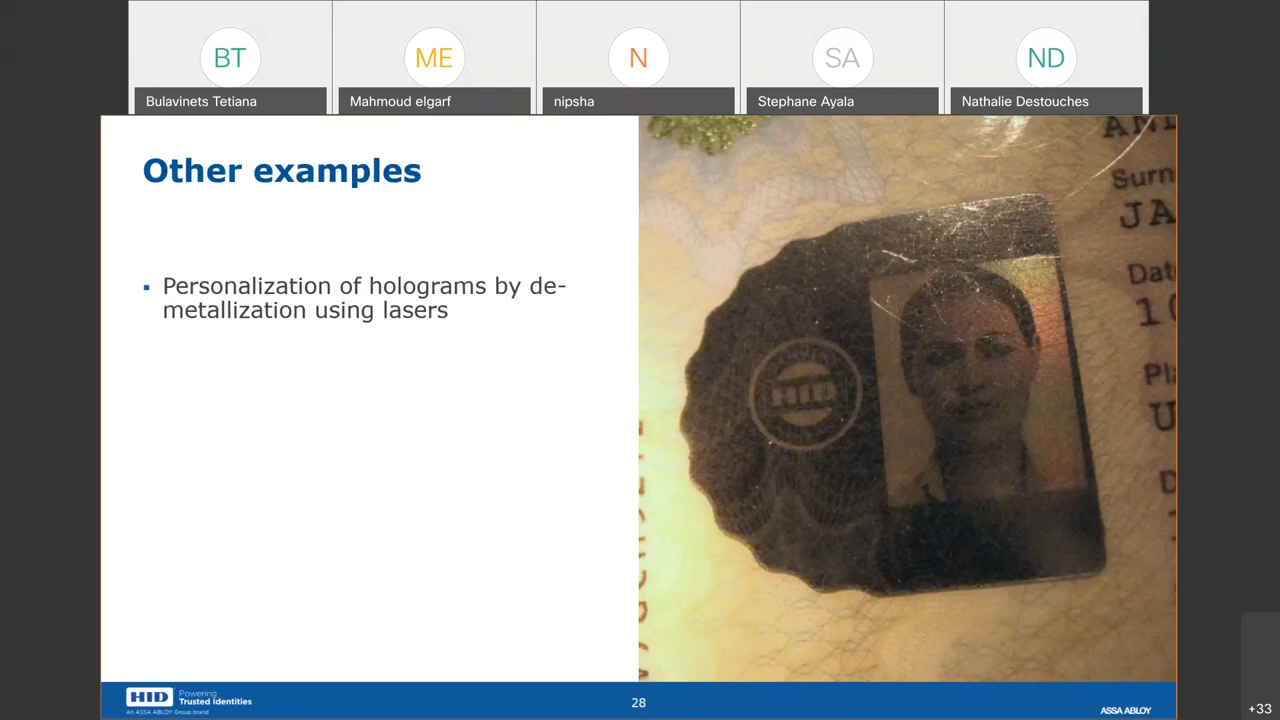 BT
ME
N
SA
ND
Bulavinets Tetiana
Mahmoud elgarf
nipsha
Stephane Ayala
Nathalie Destouches
Other examples
Personalization of holograms by de-
metallization using lasers
Surn
JA
Dat
10
Pla
U
D
HID
HID
Powering
Trusted Identities
An ASSA ABLOY Group brand
28
ASSA ABLOY
+33